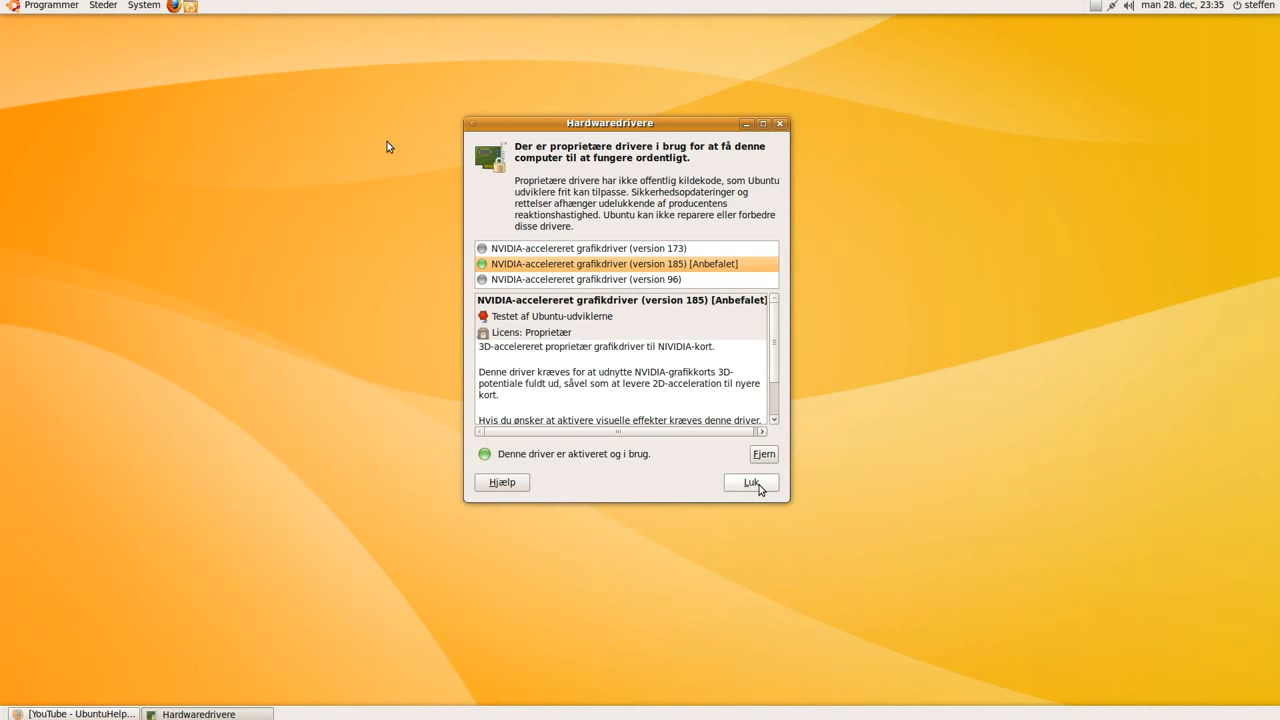 Programmer Steder System man 28. dec, 23:35 steffen
Hardwaredrivere
Der er proprietære drivere i brug for at få denne
computer til at fungere ordentligt.
Proprietære drivere har ikke offentlig kildekode, som Ubuntu
udviklere frit kan tilpasse. Sikkerhedsopdateringer og
rettelser afhænger udelukkende af producentens
reaktionshastighed. Ubuntu kan ikke reparere eller forbedre
disse drivere.
NVIDIA-accelereret grafikdriver (version 173)
NVIDIA-accelereret grafikdriver (version 185) [Anbefalet]
NVIDIA-accelereret grafikdriver (version 96)
NVIDIA-accelereret grafikdriver (version 185) [Anbefalet]
Testet af Ubuntu-udviklerne
Licens: Proprietær
3D-accelereret proprietær grafikdriver til NIVIDIA-kort.
Denne driver kræves for at udnytte NVIDIA-grafikkorts 3D-
potentiale fuldt ud, såvel som at levere 2D-acceleration til nyere
kort.
Hvis du ønsker at aktivere visuelle effekter kræves denne driver.
Denne driver er aktiveret og i brug.
Fjern
Hjælp
Luk
[YouTube - UbuntuHelp... Hardwaredrivere